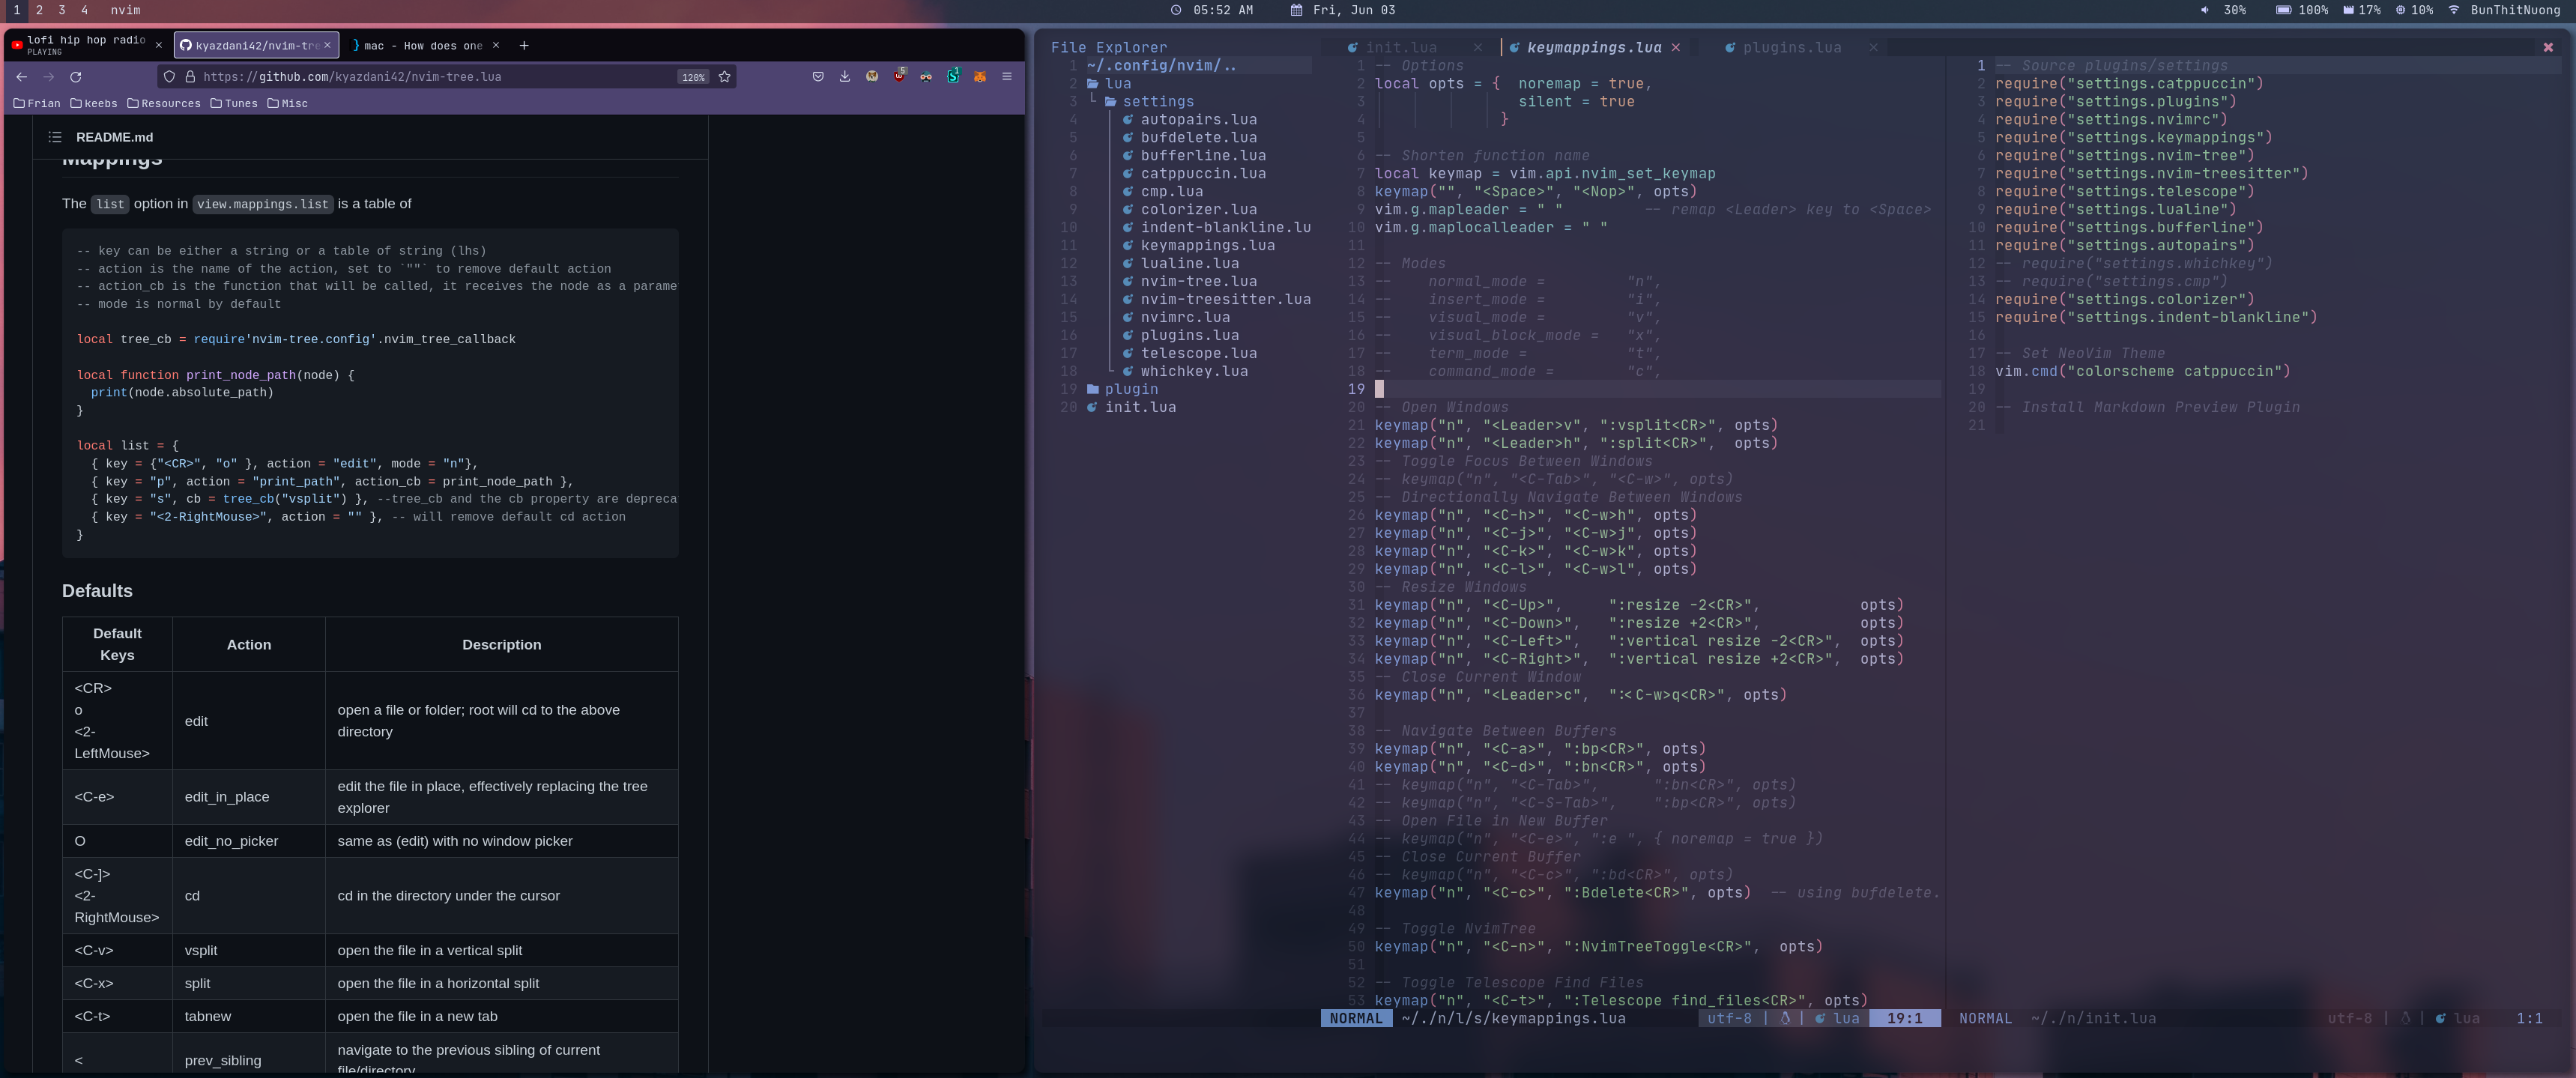 1 2 3 4 nvim
05:52 AM Fri, Jun 03
30% 100% 17% 10% BunThitNuong
lofi hip hop radio
PLAYING
kyazdani42/nvim-tre
mac - How does one
https://github.com/kyazdani42/nvim-tree.lua
120%
5
1
Frian keebs Resources Tunes Misc
README.md
Mappings
The list option in view.mappings.list is a table of
-- key can be either a string or a table of string (lhs)
-- action is the name of the action, set to `""` to remove default action
-- action_cb is the function that will be called, it receives the node as a parame
-- mode is normal by default
local tree_cb = require'nvim-tree.config'.nvim_tree_callback
local function print_node_path(node) {
  print(node.absolute_path)
}
local list = {
  { key = {"<CR>", "o" }, action = "edit", mode = "n"},
  { key = "p", action = "print_path", action_cb = print_node_path },
  { key = "s", cb = tree_cb("vsplit") }, --tree_cb and the cb property are depreca
  { key = "<2-RightMouse>", action = "" }, -- will remove default cd action
}
Defaults
Default Keys
Action
Description
<CR>
o
<2-
LeftMouse>
edit
open a file or folder; root will cd to the above
directory
<C-e>
edit_in_place
edit the file in place, effectively replacing the tree
explorer
O
edit_no_picker
same as (edit) with no window picker
<C-]>
<2-
RightMouse>
cd
cd in the directory under the cursor
<C-v>
vsplit
open the file in a vertical split
<C-x>
split
open the file in a horizontal split
<C-t>
tabnew
open the file in a new tab
<
prev_sibling
navigate to the previous sibling of current
file/directory
File Explorer
1 ~/.config/nvim/..
2 lua
3 settings
4 autopairs.lua
5 bufdelete.lua
6 bufferline.lua
7 catppuccin.lua
8 cmp.lua
9 colorizer.lua
10 indent-blankline.lu
11 keymappings.lua
12 lualine.lua
13 nvim-tree.lua
14 nvim-treesitter.lua
15 nvimrc.lua
16 plugins.lua
17 telescope.lua
18 whichkey.lua
19 plugin
20 init.lua
init.lua
keymappings.lua
plugins.lua
1 -- Options
2 local opts = {  noremap = true,
3 silent = true
4 }
5
6 -- Shorten function name
7 local keymap = vim.api.nvim_set_keymap
8 keymap("", "<Space>", "<Nop>", opts)
9 vim.g.mapleader = " " -- remap <Leader> key to <Space>
10 vim.g.maplocalleader = " "
11
12 -- Modes
13 -- normal_mode = "n",
14 -- insert_mode = "i",
15 -- visual_mode = "v",
16 -- visual_block_mode = "x",
17 -- term_mode = "t",
18 -- command_mode = "c",
19
20 -- Open Windows
21 keymap("n", "<Leader>v", ":vsplit<CR>", opts)
22 keymap("n", "<Leader>h", ":split<CR>",  opts)
23 -- Toggle Focus Between Windows
24 -- keymap("n", "<C-Tab>", "<C-w>", opts)
25 -- Directionally Navigate Between Windows
26 keymap("n", "<C-h>", "<C-w>h", opts)
27 keymap("n", "<C-j>", "<C-w>j", opts)
28 keymap("n", "<C-k>", "<C-w>k", opts)
29 keymap("n", "<C-l>", "<C-w>l", opts)
30 -- Resize Windows
31 keymap("n", "<C-Up>",     ":resize -2<CR>",           opts)
32 keymap("n", "<C-Down>",   ":resize +2<CR>",           opts)
33 keymap("n", "<C-Left>",   ":vertical resize -2<CR>",  opts)
34 keymap("n", "<C-Right>",  ":vertical resize +2<CR>",  opts)
35 -- Close Current Window
36 keymap("n", "<Leader>c",  ":<C-w>q<CR>", opts)
37
38 -- Navigate Between Buffers
39 keymap("n", "<C-a>", ":bp<CR>", opts)
40 keymap("n", "<C-d>", ":bn<CR>", opts)
41 -- keymap("n", "<C-Tab>",      ":bn<CR>", opts)
42 -- keymap("n", "<C-S-Tab>",    ":bp<CR>", opts)
43 -- Open File in New Buffer
44 -- keymap("n", "<C-e>", ":e ", { noremap = true })
45 -- Close Current Buffer
46 -- keymap("n", "<C-c>", ":bd<CR>", opts)
47 keymap("n", "<C-c>", ":Bdelete<CR>", opts)  -- using bufdelete.
48
49 -- Toggle NvimTree
50 keymap("n", "<C-n>", ":NvimTreeToggle<CR>",  opts)
51
52 -- Toggle Telescope Find Files
53 keymap("n", "<C-t>", ":Telescope find_files<CR>", opts)
NORMAL ~/./n/l/s/keymappings.lua utf-8 | | lua 19:1
1 -- Source plugins/settings
2 require("settings.catppuccin")
3 require("settings.plugins")
4 require("settings.nvimrc")
5 require("settings.keymappings")
6 require("settings.nvim-tree")
7 require("settings.nvim-treesitter")
8 require("settings.telescope")
9 require("settings.lualine")
10 require("settings.bufferline")
11 require("settings.autopairs")
12 -- require("settings.whichkey")
13 -- require("settings.cmp")
14 require("settings.colorizer")
15 require("settings.indent-blankline")
16
17 -- Set NeoVim Theme
18 vim.cmd("colorscheme catppuccin")
19
20 -- Install Markdown Preview Plugin
21
NORMAL ~/./n/init.lua utf-8 | | lua 1:1